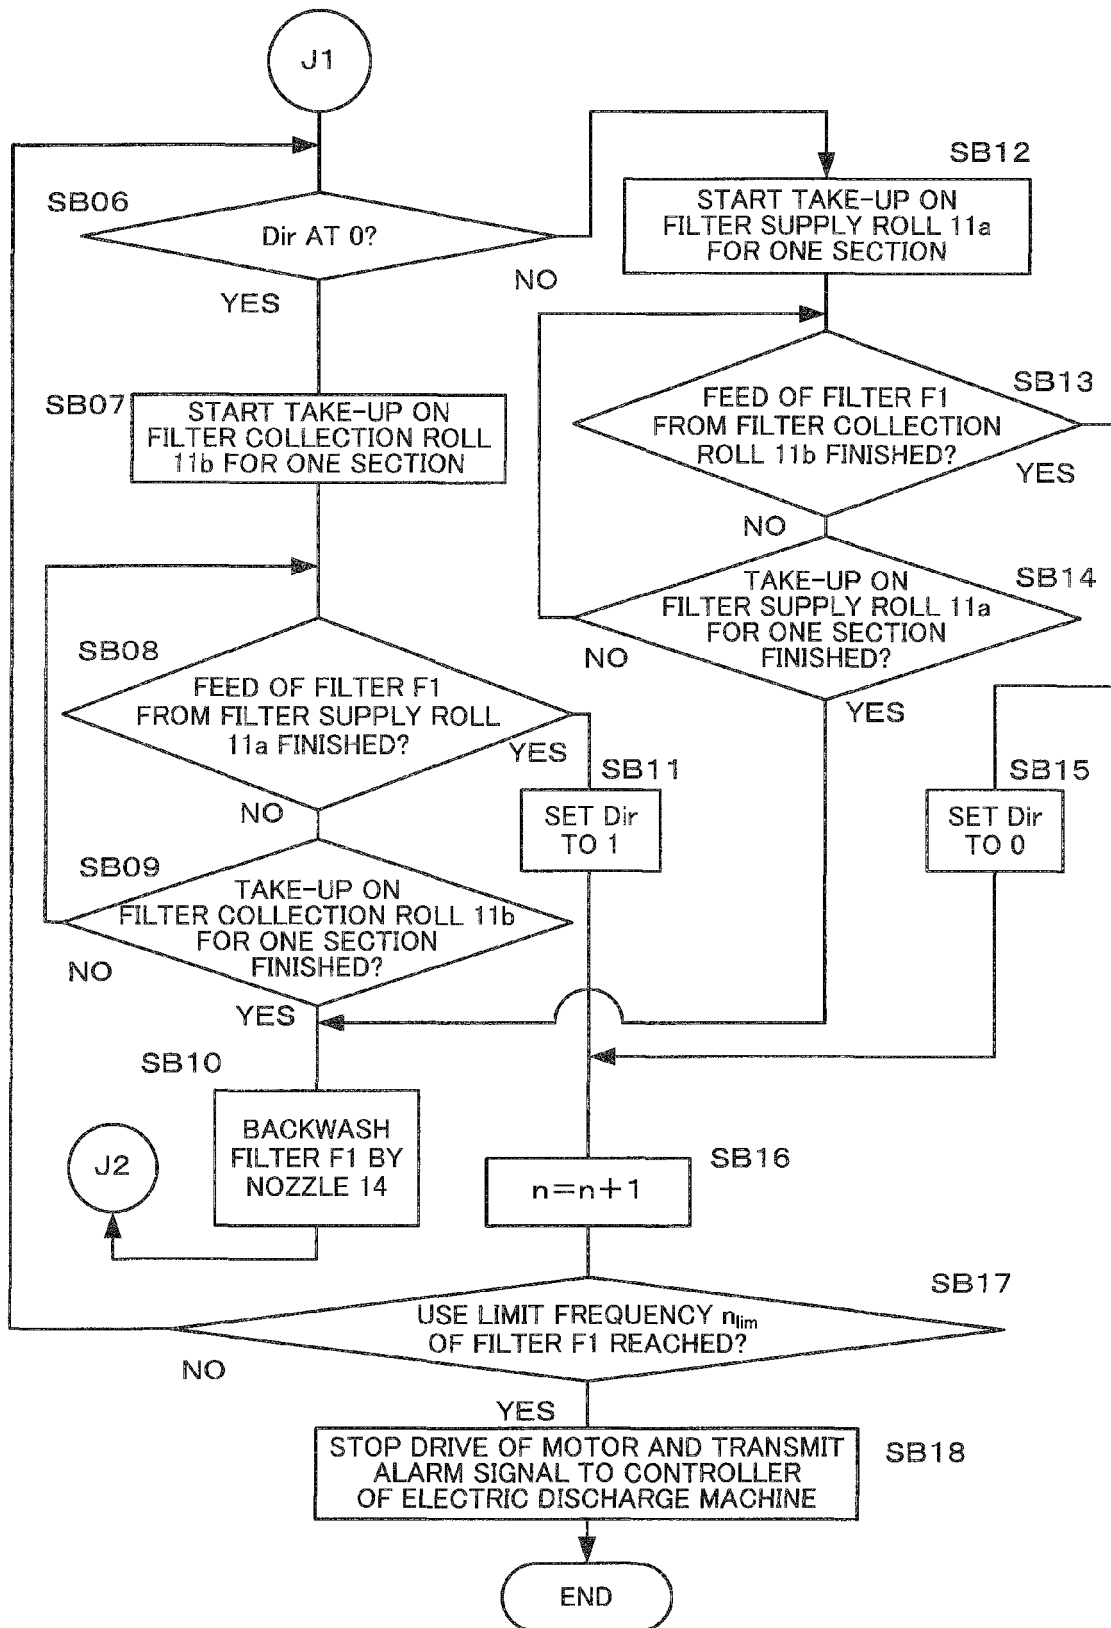 J1
SB06
Dir AT 0?
NO
YES
SB12
START TAKE-UP ON
FILTER SUPPLY ROLL 11a
FOR ONE SECTION
SB07
START TAKE-UP ON
FILTER COLLECTION ROLL
11b FOR ONE SECTION
SB13
FEED OF FILTER F1
FROM FILTER COLLECTION
ROLL 11b FINISHED?
YES
NO
SB14
TAKE-UP ON
FILTER SUPPLY ROLL 11a
FOR ONE SECTION
FINISHED?
NO
YES
SB08
FEED OF FILTER F1
FROM FILTER SUPPLY ROLL
11a FINISHED?
YES
NO
SB11
SET Dir
TO 1
SB15
SET Dir
TO 0
SB09
TAKE-UP ON
FILTER COLLECTION ROLL 11b
FOR ONE SECTION
FINISHED?
NO
YES
SB10
BACKWASH
FILTER F1 BY
NOZZLE 14
J2
SB16
n=n+1
SB17
USE LIMIT FREQUENCY nlim
OF FILTER F1 REACHED?
NO
YES
SB18
STOP DRIVE OF MOTOR AND TRANSMIT
ALARM SIGNAL TO CONTROLLER
OF ELECTRIC DISCHARGE MACHINE
END